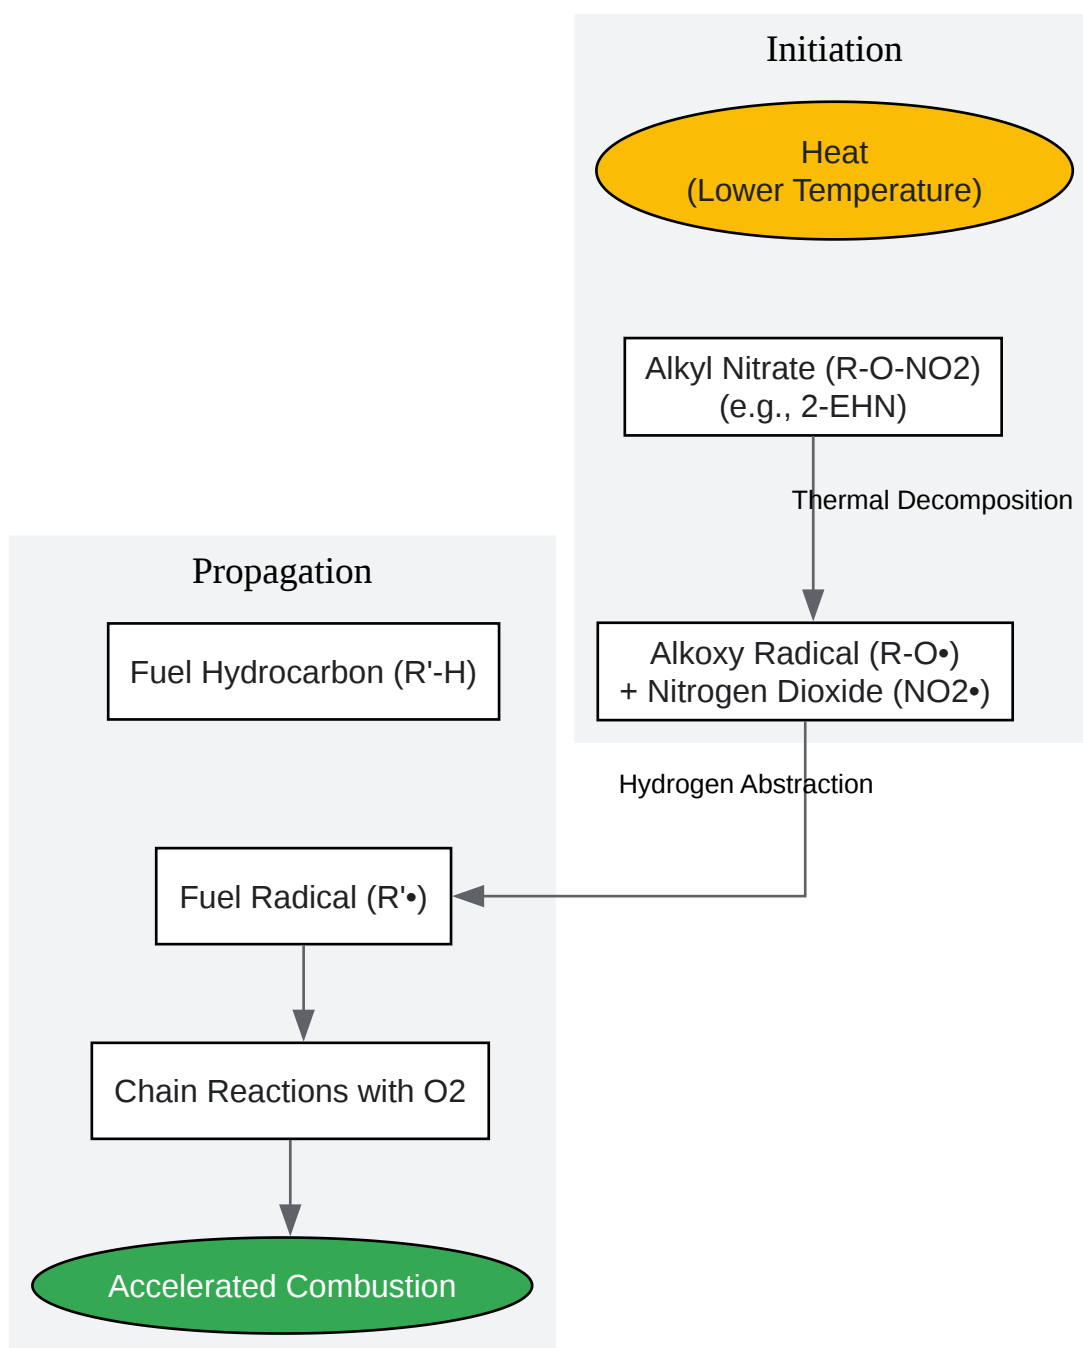 Initiation
Heat
(Lower Temperature)
Alkyl Nitrate (R-O-NO2)
(e.g., 2-EHN)
Thermal Decomposition
Alkoxy Radical (R-O•)
+ Nitrogen Dioxide (NO2•)
Hydrogen Abstraction
Propagation
Fuel Hydrocarbon (R'-H)
Fuel Radical (R'•)
Chain Reactions with O2
Accelerated Combustion